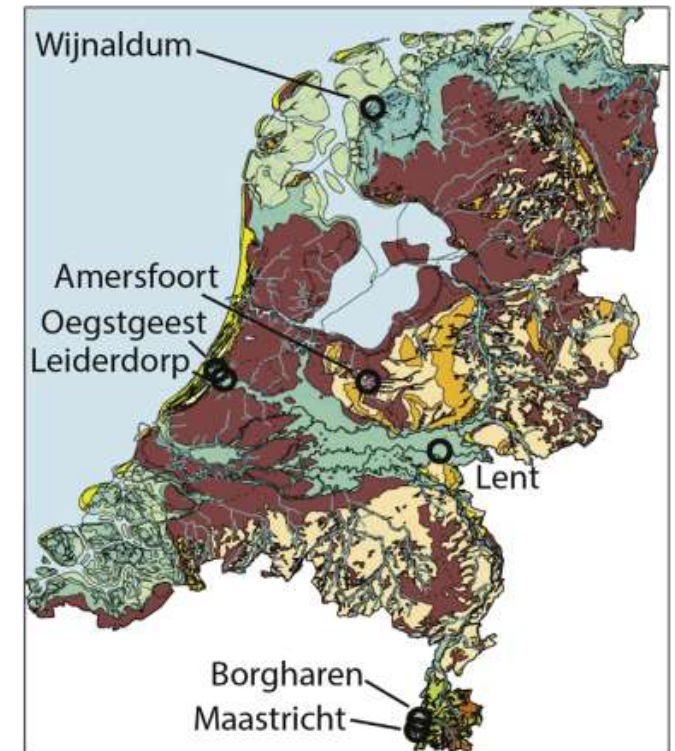 Wijnaldum
Amersfoort
Oegstgeest
Leiderdorp
Lent
Borgharen
Maastricht